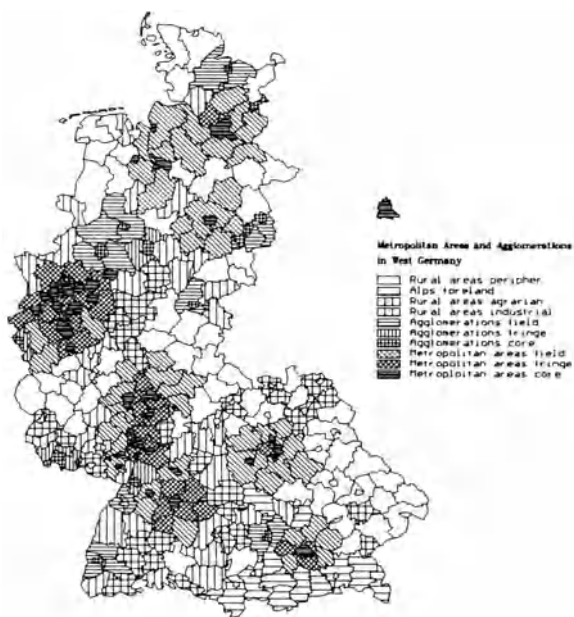 Metropolitan Areas and Agglomerations
in West Germany
Rural areas peripher
Alps foreland
Rural areas agrarian
Rural areas industrial
Agglomerations field
Agglomerations fringe
Agglomerations core
Metropolitan areas field
Metropolitan areas fringe
Metroploitan areas core